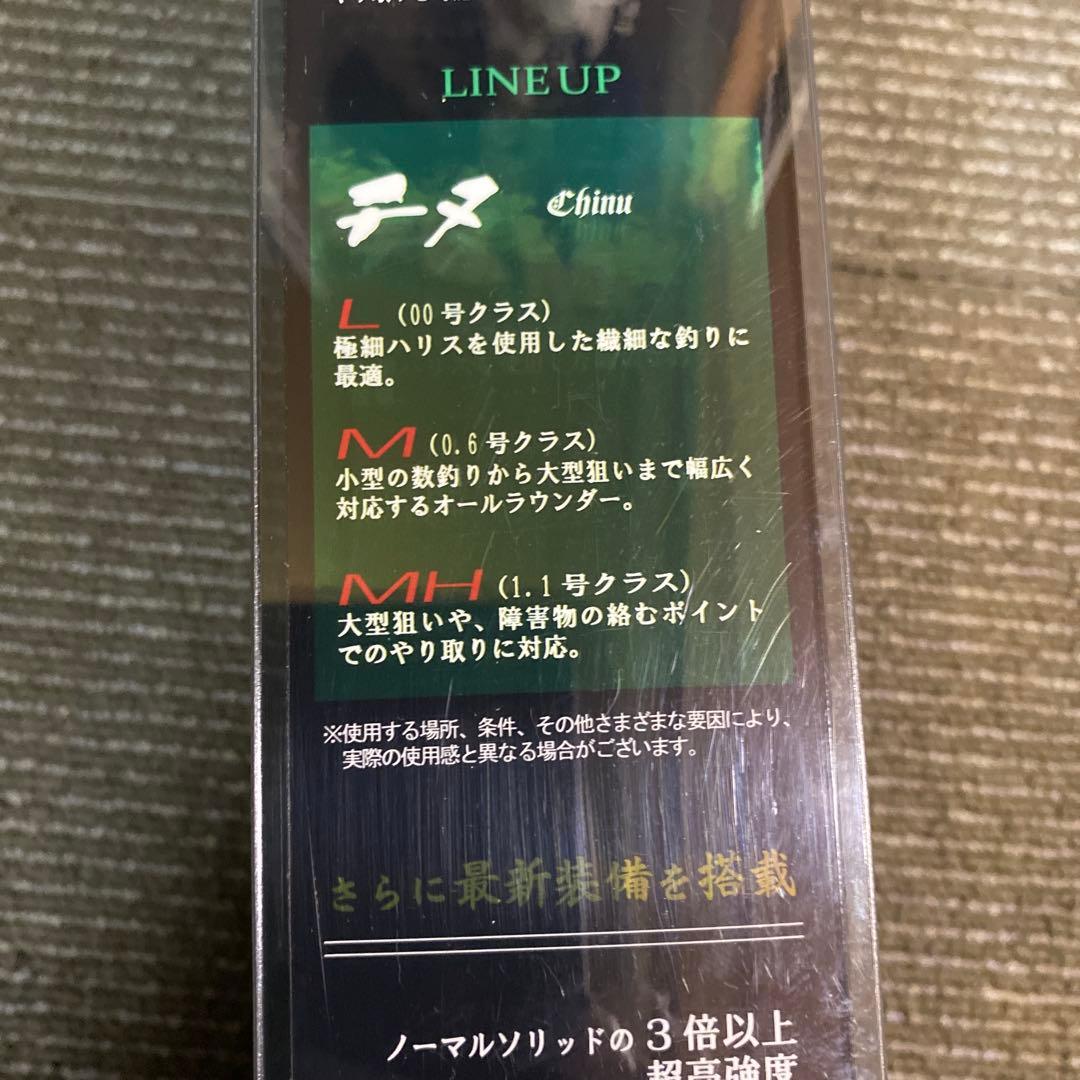 LINE UP
チヌ Chinu
L (00号クラス)
極細ハリスを使用した繊細な釣りに
最適。
M (0.6号クラス)
小型の数釣りから大型狙いまで幅広く
対応するオールラウンダー。
MH (1.1号クラス)
大型狙いや、障害物の絡むポイント
でのやり取りに対応。
※使用する場所、条件、その他さまざまな要因により、
実際の使用感と異なる場合がございます。
さらに最新装備を搭載
ノーマルソリッドの3倍以上
超高強度